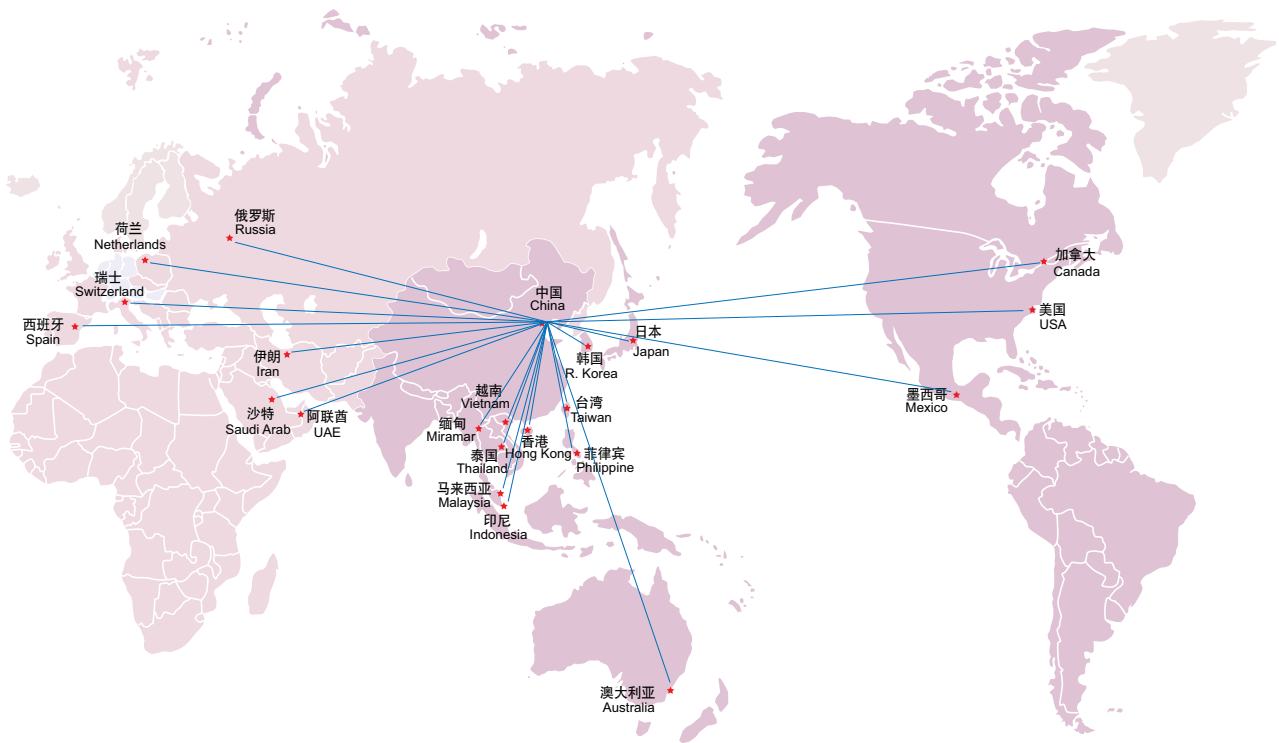 俄罗斯
Russia
荷兰
Netherlands
瑞士
Switzerland
西班牙
Spain
伊朗
Iran
沙特
Saudi Arab
阿联酋
UAE
中国
China
日本
Japan
韩国
R. Korea
越南
Vietnam
缅甸
Miramar
泰国
Thailand
台湾
Taiwan
香港
Hong Kong
菲律宾
Philippine
马来西亚
Malaysia
印尼
Indonesia
澳大利亚
Australia
加拿大
Canada
美国
USA
墨西哥
Mexico